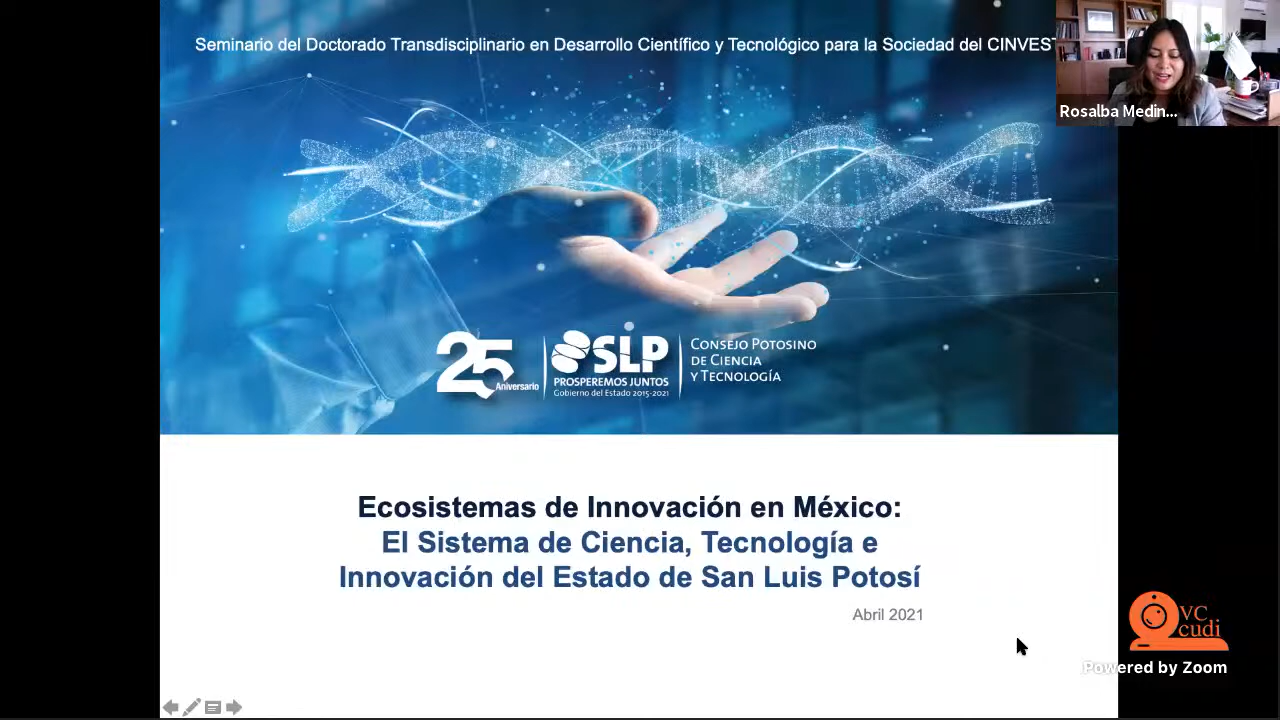 Seminario del Doctorado Transdisciplinario en Desarrollo Científico y Tecnológico para la Sociedad del CINVEST
Rosalba Medin...
25
Aniversario
SLP
PROSPEREMOS JUNTOS
Gobierno del Estado 2015-2021
CONSEJO POTOSINO
DE CIENCIA
Y TECNOLOGÍA
Ecosistemas de Innovación en México:
El Sistema de Ciencia, Tecnología e
Innovación del Estado de San Luis Potosí
Abril 2021
VC
cudi
Powered by Zoom